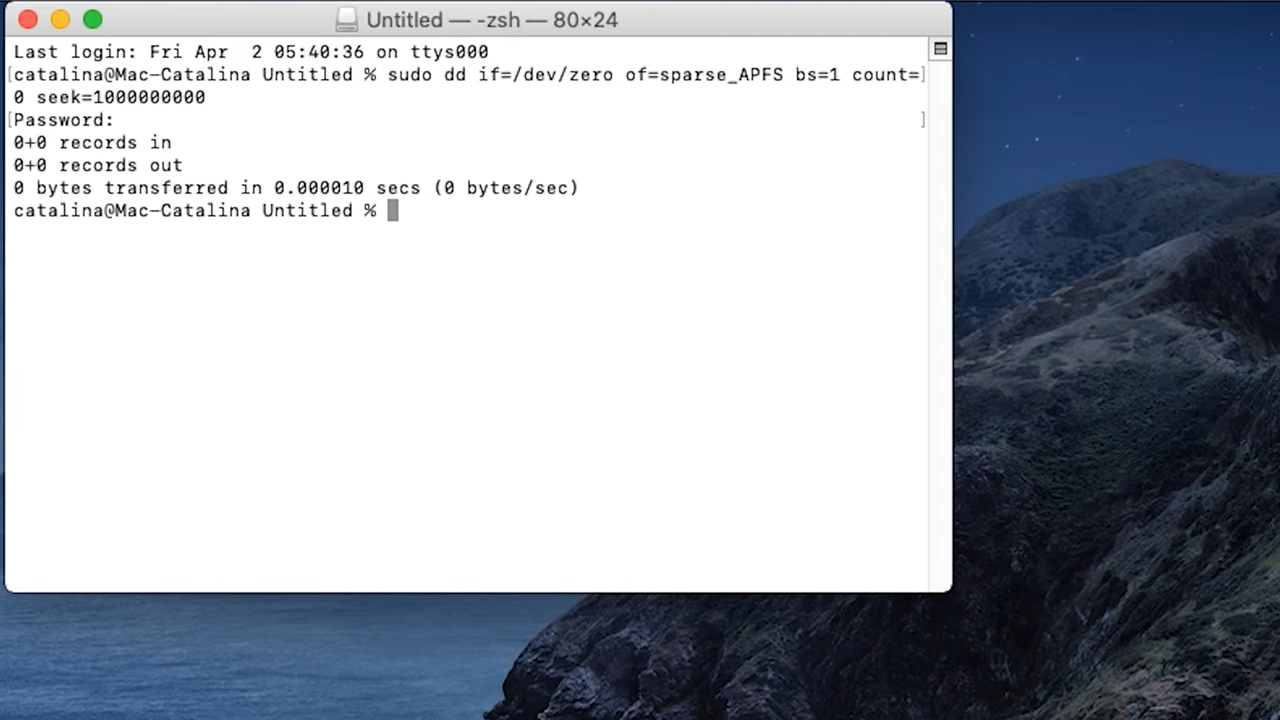 Untitled — -zsh — 80×24
Last login: Fri Apr  2 05:40:36 on ttys000
[catalina@Mac-Catalina Untitled % sudo dd if=/dev/zero of=sparse_APFS bs=1 count=]
0 seek=1000000000
[Password:                                                                       ]
0+0 records in
0+0 records out
0 bytes transferred in 0.000010 secs (0 bytes/sec)
catalina@Mac-Catalina Untitled %